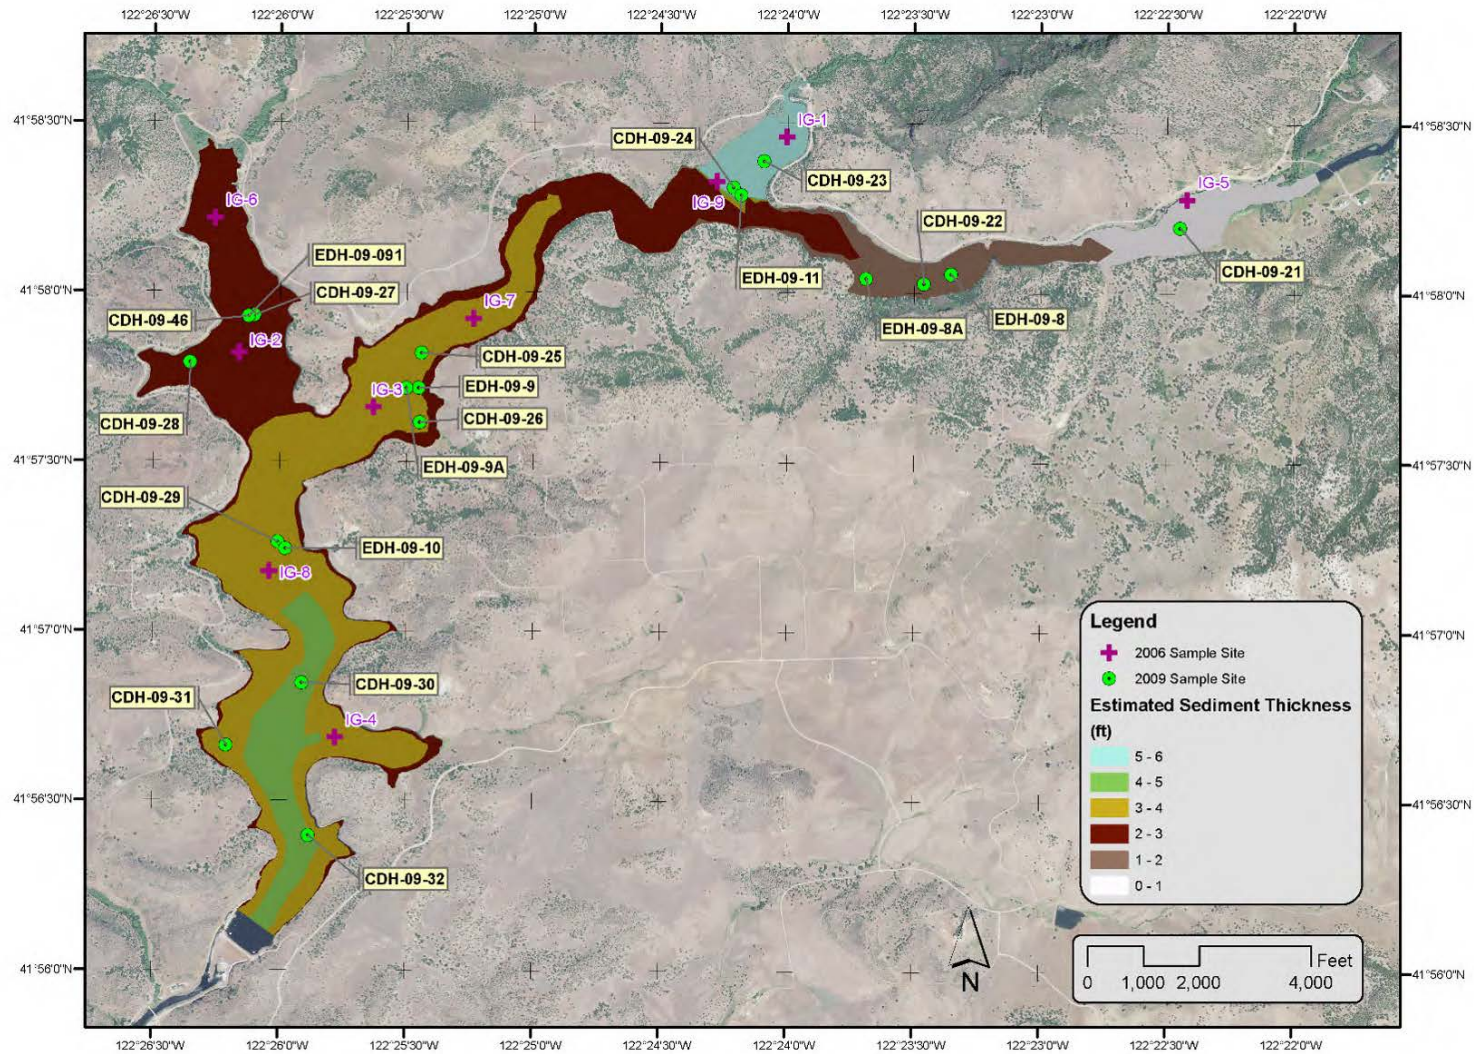 122°26'30"W
122°26'0"W
122°25'30"W
122°25'0"W
122°24'30"W
122°24'0"W
122°23'30"W
122°23'0"W
122°22'30"W
122°22'0"W
41°58'30"N
41°58'30"N
IG-1
CDH-09-24
CDH-09-23
IG-5
IG-6
IG-9
CDH-09-22
EDH-09-091
EDH-09-11
CDH-09-21
41°58'0"N
41°58'0"N
CDH-09-27
CDH-09-46
IG-7
EDH-09-8A
EDH-09-8
IG-2
CDH-09-25
IG-3
EDH-09-9
CDH-09-28
CDH-09-26
41°57'30"N
41°57'30"N
EDH-09-9A
CDH-09-29
EDH-09-10
IG-8
41°57'0"N
41°57'0"N
CDH-09-30
CDH-09-31
IG-4
41°56'30"N
41°56'30"N
CDH-09-32
41°56'0"N
41°56'0"N
Legend
2006 Sample Site
2009 Sample Site
Estimated Sediment Thickness
(ft)
5 - 6
4 - 5
3 - 4
2 - 3
1 - 2
0 - 1
N
Feet
0 1,000 2,000 4,000
122°26'30"W
122°26'0"W
122°25'30"W
122°25'0"W
122°24'30"W
122°24'0"W
122°23'30"W
122°23'0"W
122°22'30"W
122°22'0"W